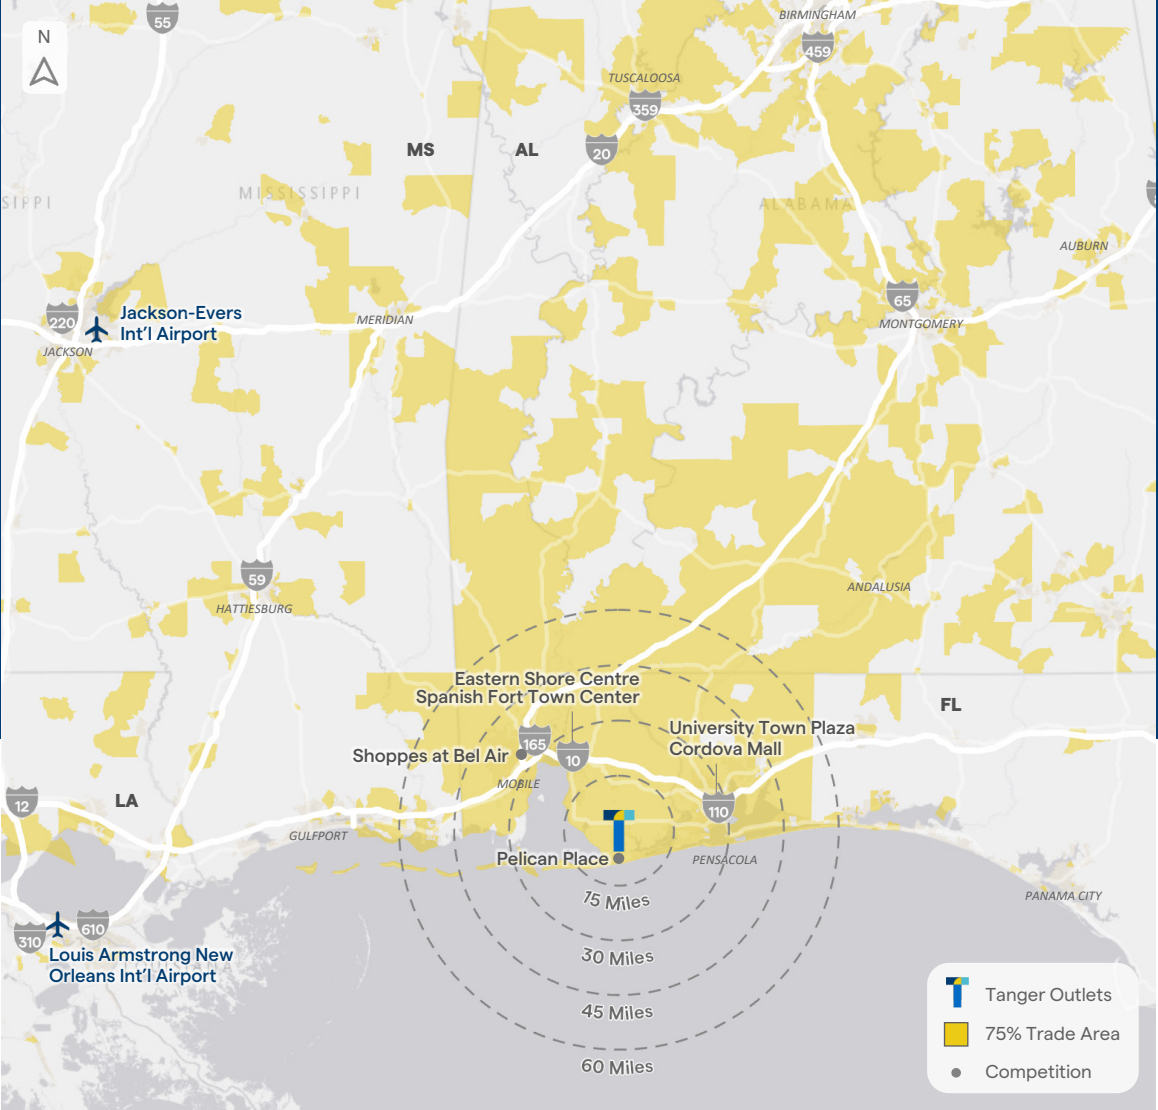 55
BIRMINGHAM
N
459
TUSCALOOSA
359
MS
AL
20
MISSISSIPPI
SIPPI
ALABAMA
AUBURN
65
220
Jackson-Evers
Int'l Airport
MERIDIAN
MONTGOMERY
JACKSON
59
ANDALUSIA
HATTIESBURG
Eastern Shore Centre
Spanish Fort Town Center
FL
University Town Plaza
Cordova Mall
165
Shoppes at Bel Air
10
MOBILE
12
LA
110
GULFPORT
Pelican Place
PENSACOLA
15 Miles
PANAMA CITY
310
610
Louis Armstrong New
Orleans Int'l Airport
30 Miles
45 Miles
60 Miles
Tanger Outlets
75% Trade Area
Competition